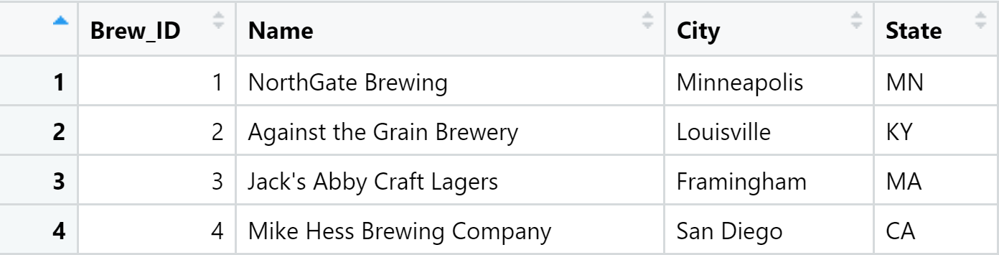 Brew_ID Name City State
1 1 NorthGate Brewing Minneapolis MN
2 2 Against the Grain Brewery Louisville KY
3 3 Jack's Abby Craft Lagers Framingham MA
4 4 Mike Hess Brewing Company San Diego CA